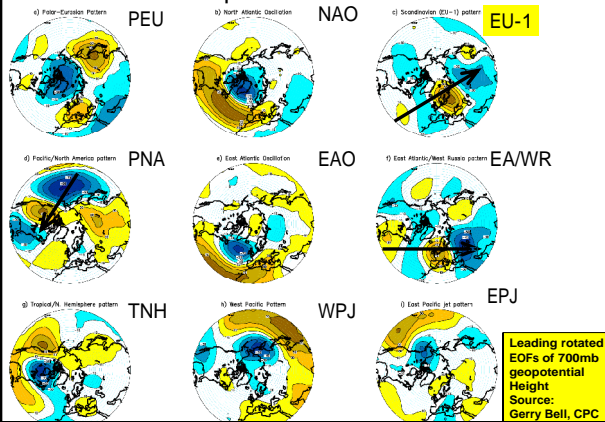 a) Polar-Eurasian Pattern
PEU
b) North Atlantic Oscillation
NAO
c) Scandinavian (EU-1) pattern
EU-1
d) Pacific/North America pattern
PNA
e) East Atlantic Oscillation
EAO
f) East Atlantic/West Russia pattern
EA/WR
g) Tropical/N. Hemisphere pattern
TNH
h) West Pacific Pattern
WPJ
i) East Pacific jet pattern
EPJ
Leading rotated
EOFs of 700mb
geopotential
Height
Source:
Gerry Bell, CPC